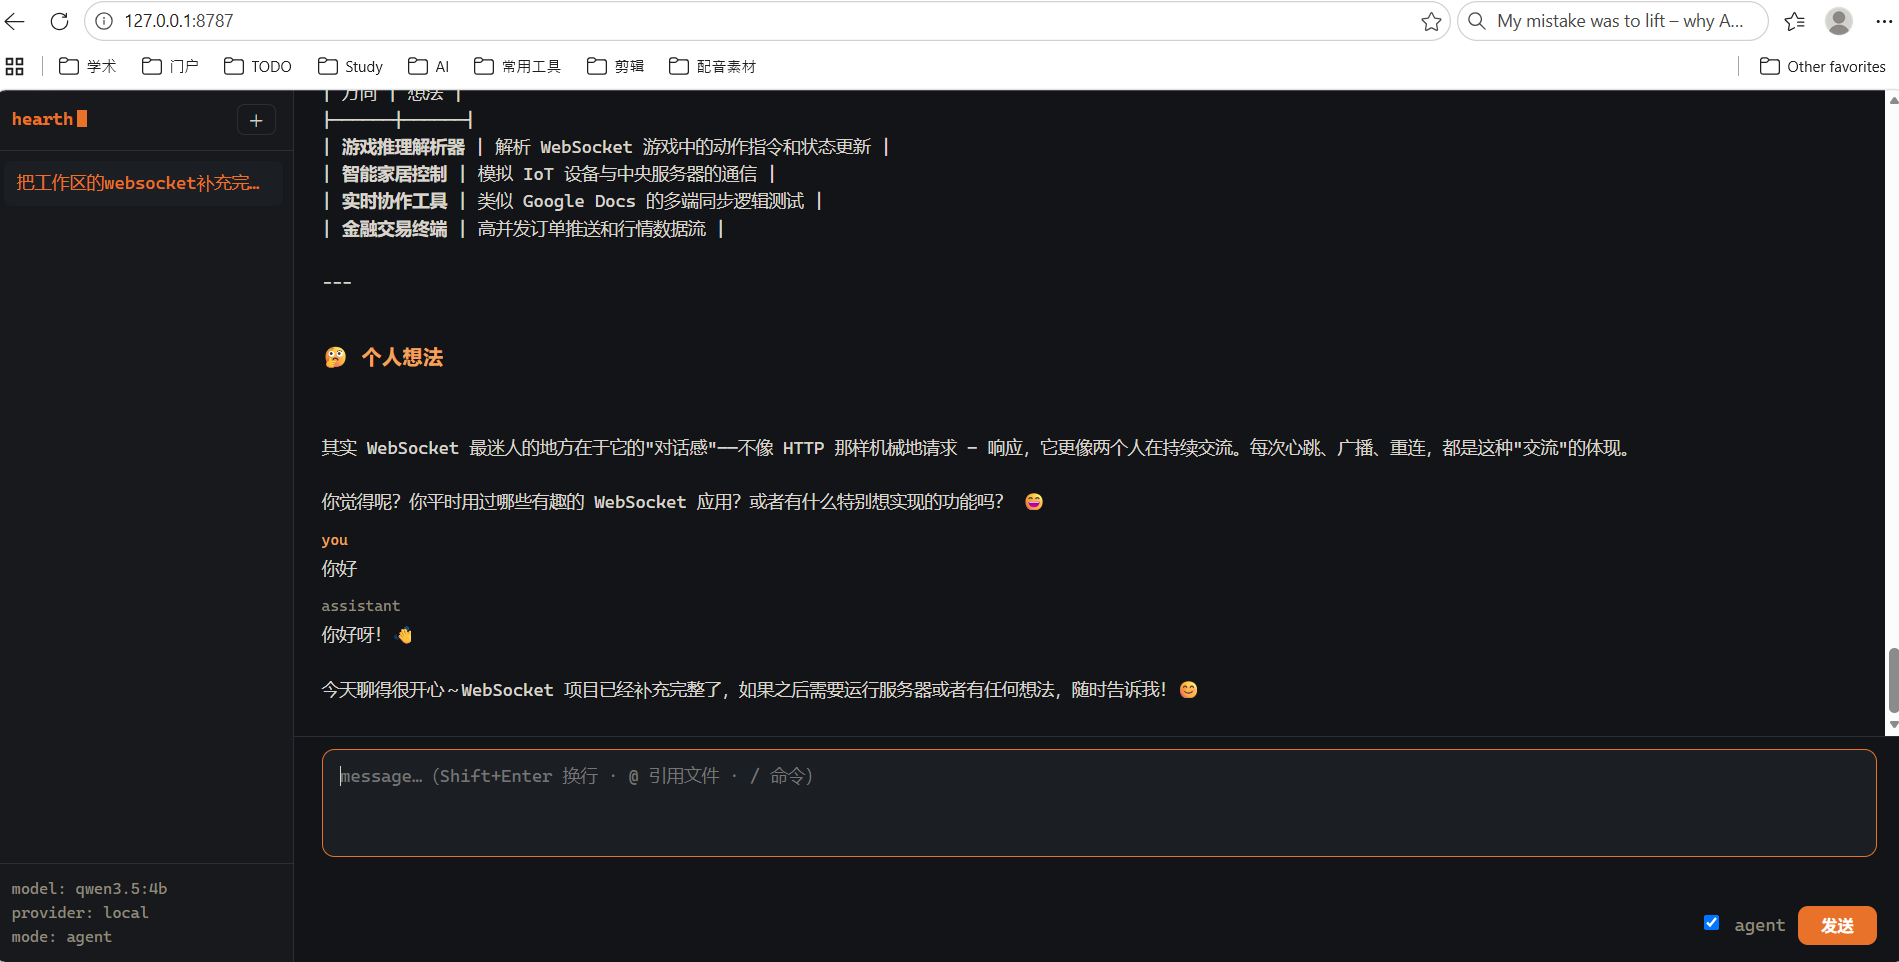 127.0.0.1:8787
My mistake was to lift – why A...
学术
门户
TODO
Study
AI
常用工具
剪辑
配音素材
Other favorites
hearth
+
把工作区的websocket补充完…
| 方向 | 想法 |
|------|------|
| 游戏推理解析器 | 解析 WebSocket 游戏中的动作指令和状态更新 |
| 智能家居控制 | 模拟 IoT 设备与中央服务器的通信 |
| 实时协作工具 | 类似 Google Docs 的多端同步逻辑测试 |
| 金融交易终端 | 高并发订单推送和行情数据流 |
---
🤔 个人想法
其实 WebSocket 最迷人的地方在于它的"对话感"——不像 HTTP 那样机械地请求 - 响应，它更像两个人在持续交流。每次心跳、广播、重连，都是这种"交流"的体现。
你觉得呢？你平时用过哪些有趣的 WebSocket 应用？或者有什么特别想实现的功能吗？ 😄
you
你好
assistant
你好呀！👋
今天聊得很开心～WebSocket 项目已经补充完整了，如果之后需要运行服务器或者有任何想法，随时告诉我！😊
message…（Shift+Enter 换行 · @ 引用文件 · / 命令）
model: qwen3.5:4b
provider: local
mode: agent
agent
发送